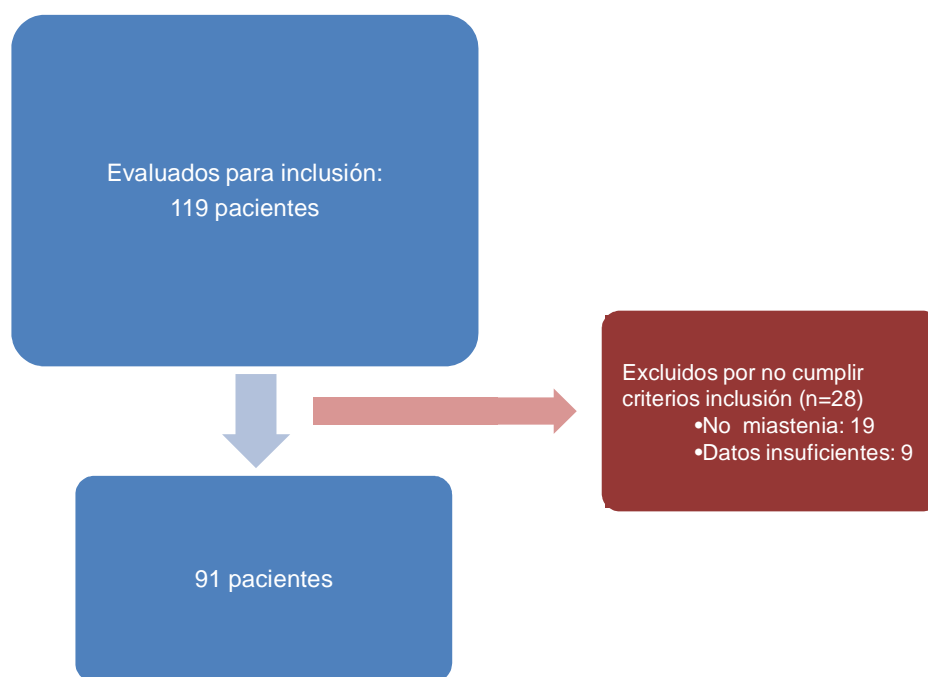 Evaluados para inclusión:
119 pacientes
Excluidos por no cumplir
criterios inclusión (n=28)
•No miastenia: 19
•Datos insuficientes: 9
91 pacientes